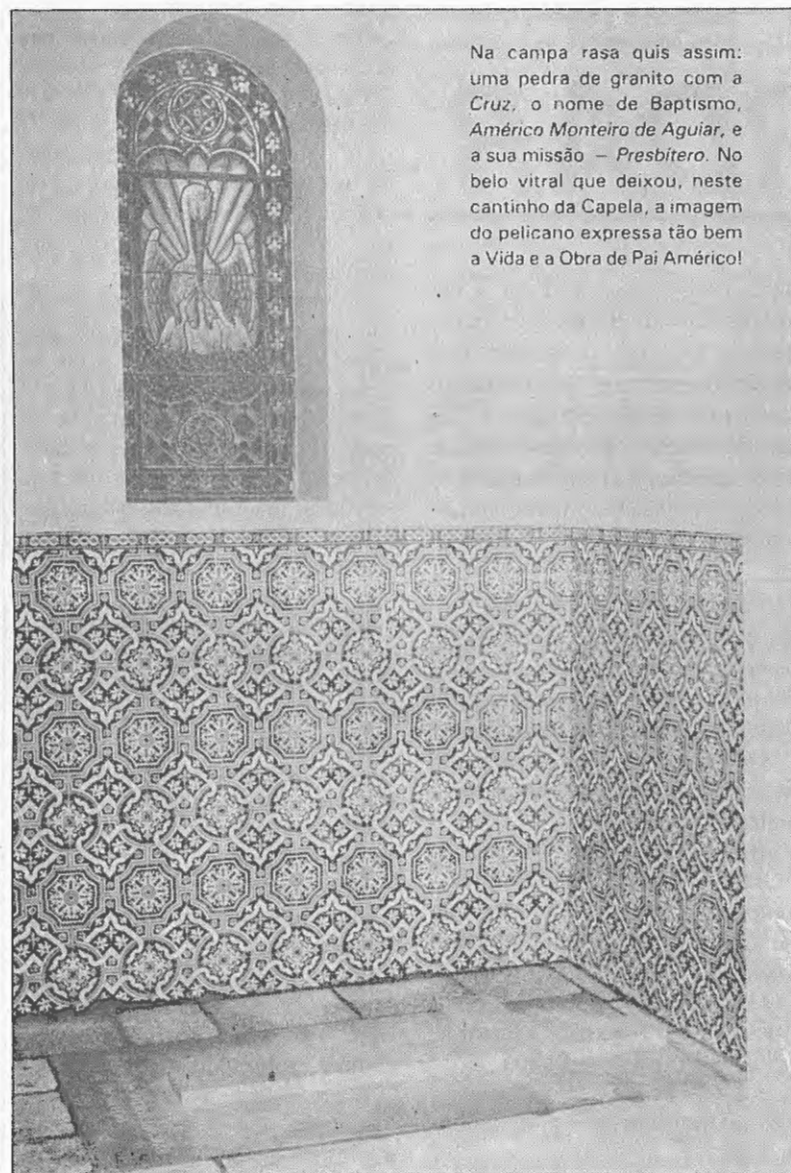 Na campa rasa quis assim:
uma pedra de granito com a
Cruz, o nome de Baptismo,
Américo Monteiro de Aguiar, e
a sua missão – Presbítero. No
belo vitral que deixou, neste
cantinho da Capela, a imagem
do pelicano expressa tão bem
a Vida e a Obra de Pai Américo!